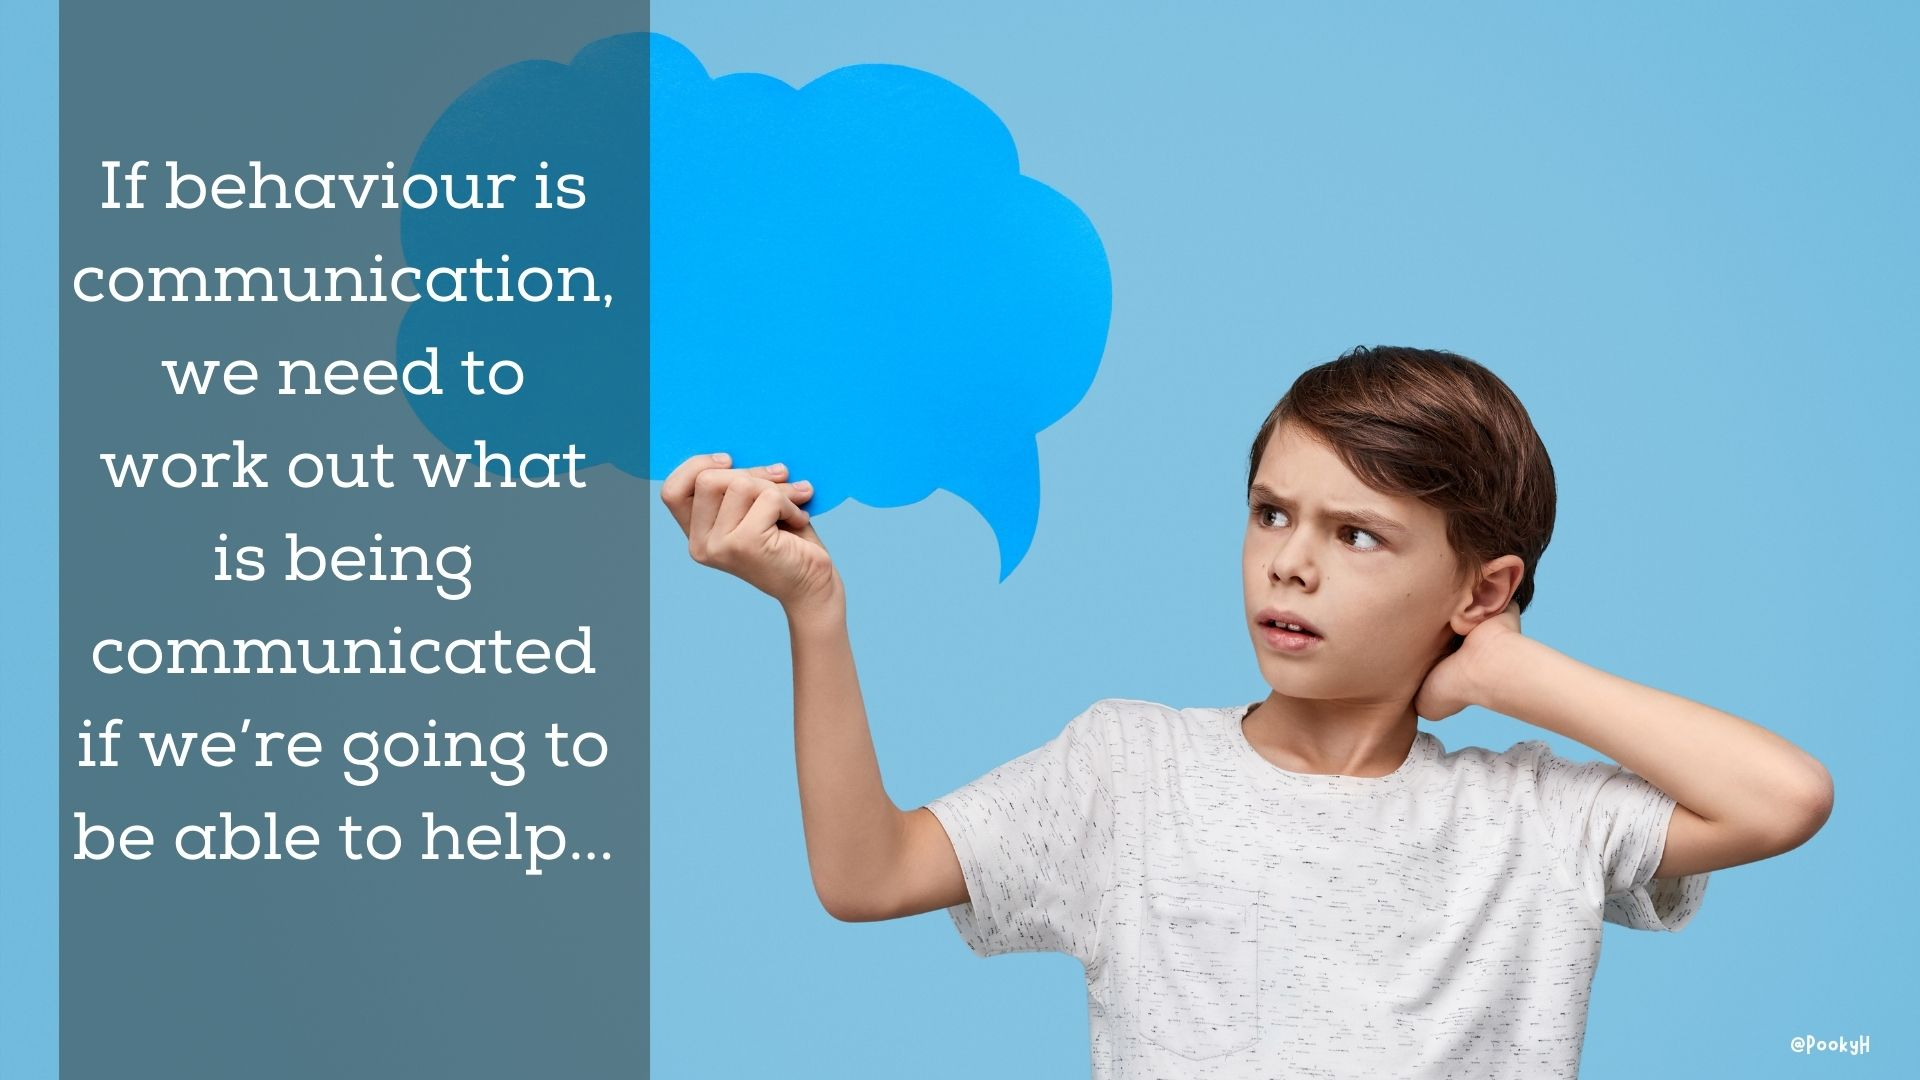 If behaviour is
communication,
we need to
work out what
is being
communicated
if we’re going to
be able to help...
@PookyH